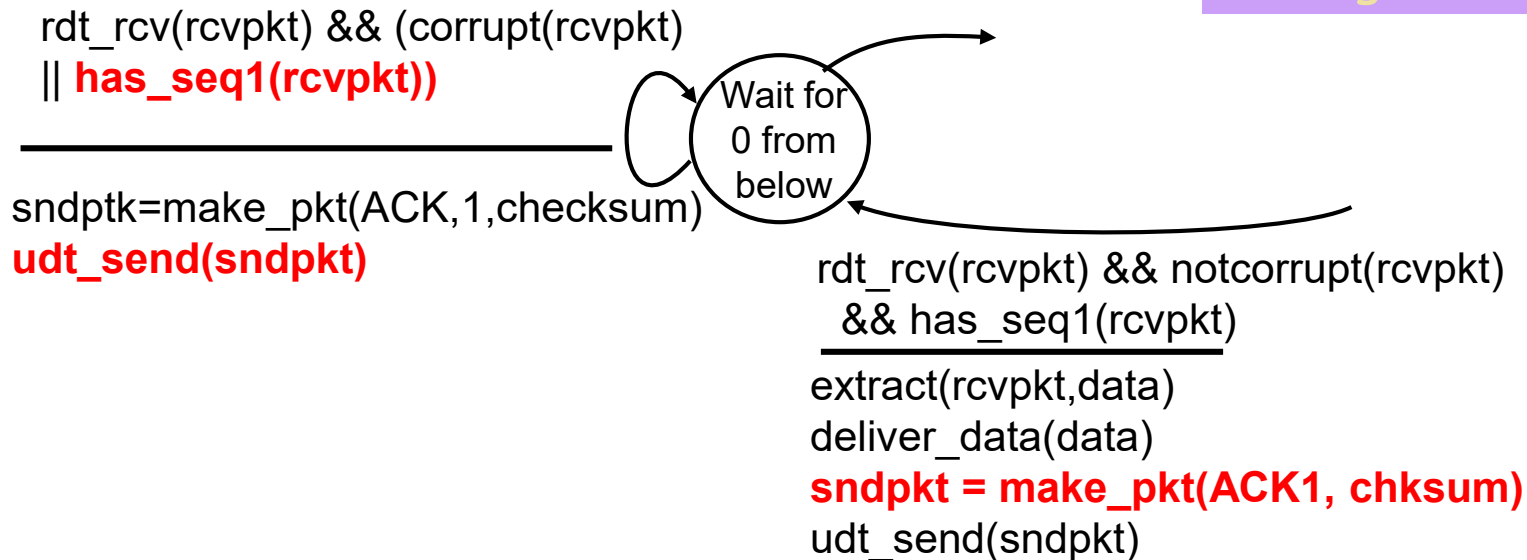 rdt_rcv(rcvpkt) && (corrupt(rcvpkt)
|| has_seq1(rcvpkt))
Wait for
0 from
below
sndptk=make_pkt(ACK,1,checksum)
udt_send(sndpkt)
rdt_rcv(rcvpkt) && notcorrupt(rcvpkt)
&& has_seq1(rcvpkt)
extract(rcvpkt,data)
deliver_data(data)
sndpkt = make_pkt(ACK1, chksum)
udt_send(sndpkt)